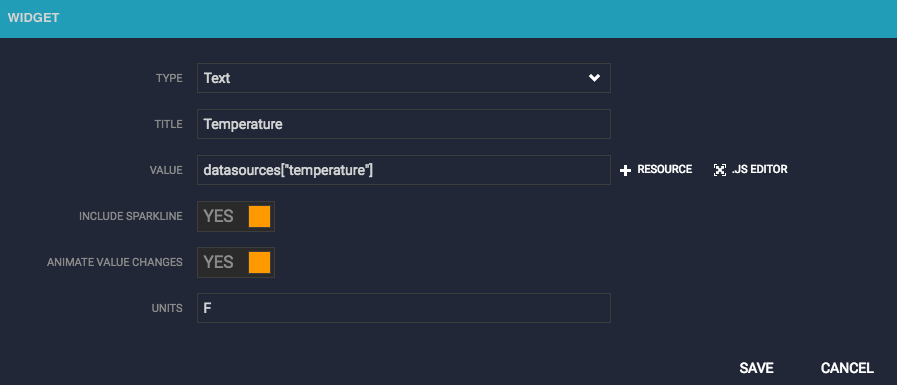 WIDGET
TYPE Text
TITLE Temperature
VALUE datasources["temperature"] RESOURCE .JS EDITOR
INCLUDE SPARKLINE YES
ANIMATE VALUE CHANGES YES
UNITS F
SAVE CANCEL